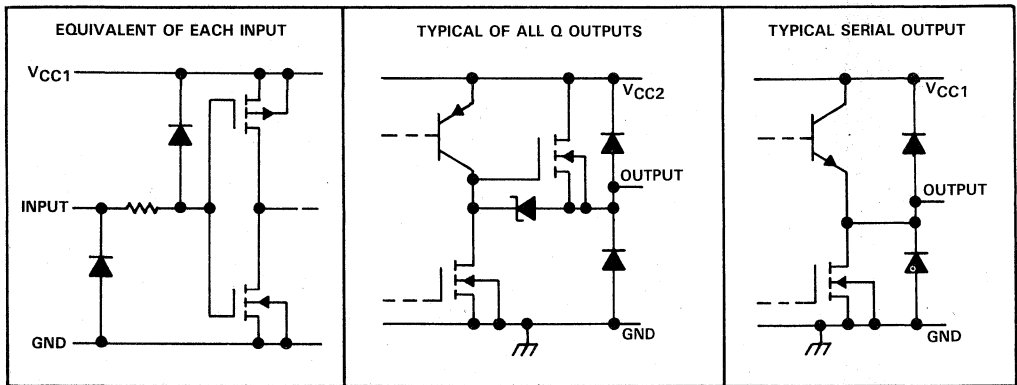 EQUIVALENT OF EACH INPUT
VCC1
INPUT
GND
TYPICAL OF ALL Q OUTPUTS
VCC2
OUTPUT
GND
TYPICAL SERIAL OUTPUT
VCC1
OUTPUT
GND